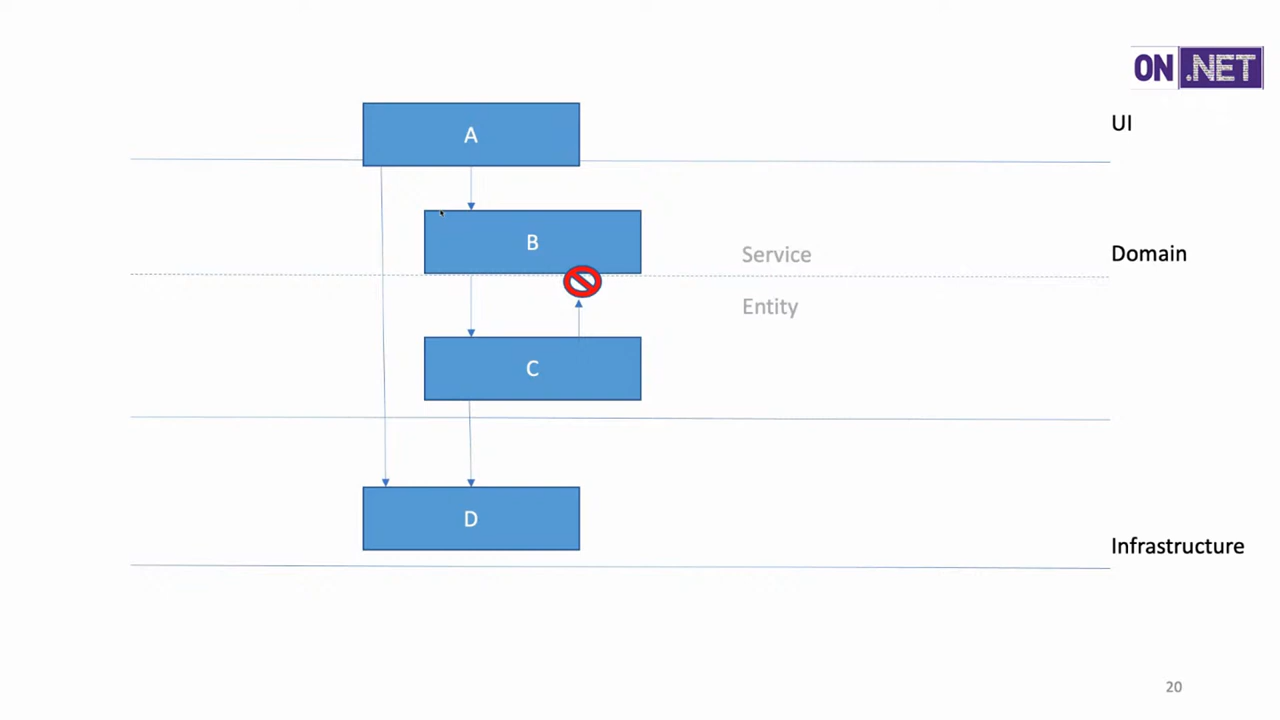 ON .NET
A
UI
B
Service
Domain
Entity
C
D
Infrastructure
20